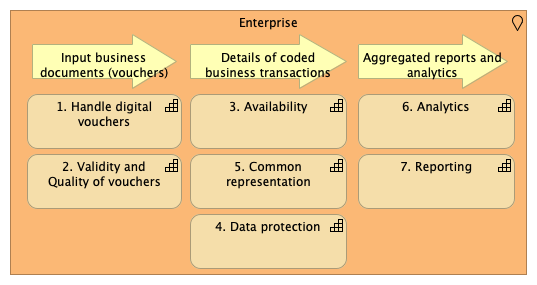 Enterprise
Input business
documents (vouchers)
Details of coded
business transactions
Aggregated reports and
analytics
1. Handle digital
vouchers
3. Availability
6. Analytics
2. Validity and
Quality of vouchers
5. Common
representation
7. Reporting
4. Data protection